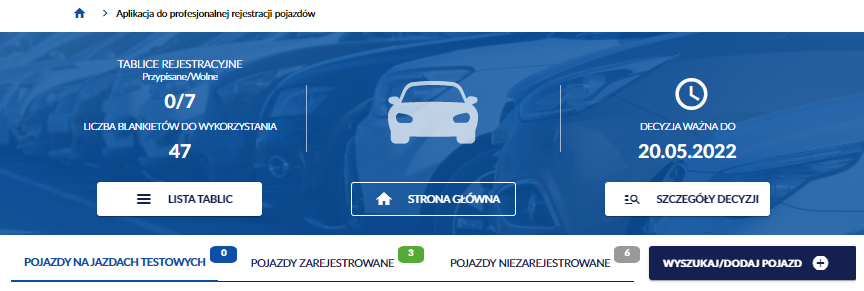 Aplikacja do profesjonalnej rejestracji pojazdów
TABLICE REJESTRACYJNE
Przypisane/Wolne
0/7
LICZBA BLANKIETÓW DO WYKORZYSTANIA
47
DECYZJA WAŻNA DO
20.05.2022
LISTA TABLIC
STRONA GŁÓWNA
SZCZEGÓŁY DECYZJI
POJAZDY NA JAZDACH TESTOWYCH 0
POJAZDY ZAREJESTROWANE 3
POJAZDY NIEZAREJESTROWANE 6
WYSZUKAJ/DODAJ POJAZD